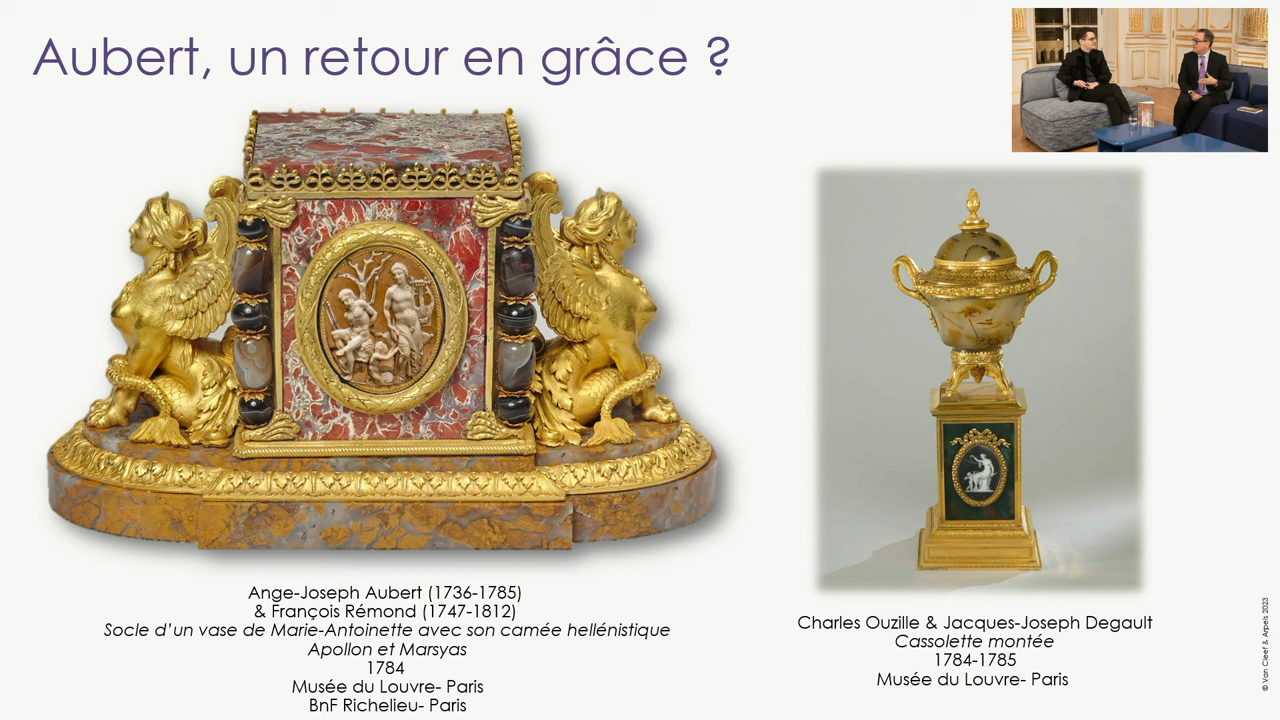 Aubert, un retour en grâce ?
Ange-Joseph Aubert (1736-1785)
& François Rémond (1747-1812)
Socle d’un vase de Marie-Antoinette avec son camée hellénistique
Apollon et Marsyas
1784
Musée du Louvre- Paris
BnF Richelieu- Paris
Charles Ouzille & Jacques-Joseph Degault
Cassolette montée
1784-1785
Musée du Louvre- Paris
© Van Cleef & Arpels 2023